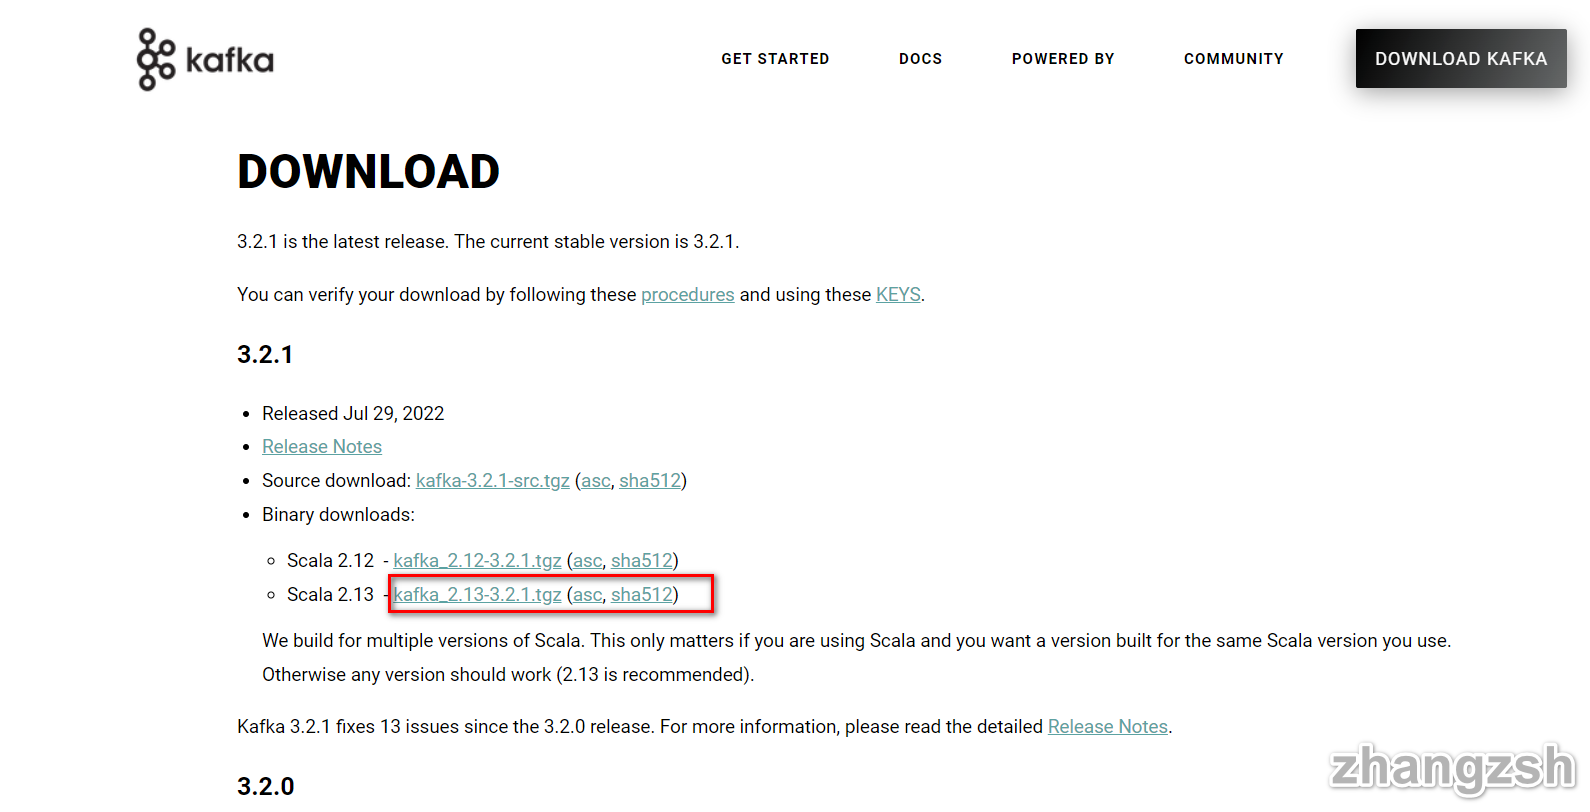 kafka
GET STARTED
DOCS
POWERED BY
COMMUNITY
DOWNLOAD KAFKA
DOWNLOAD
3.2.1 is the latest release. The current stable version is 3.2.1.
You can verify your download by following these procedures and using these KEYS.
3.2.1
Released Jul 29, 2022
Release Notes
Source download: kafka-3.2.1-src.tgz (asc, sha512)
Binary downloads:
Scala 2.12 - kafka_2.12-3.2.1.tgz (asc, sha512)
Scala 2.13 - kafka_2.13-3.2.1.tgz (asc, sha512)
We build for multiple versions of Scala. This only matters if you are using Scala and you want a version built for the same Scala version you use.
Otherwise any version should work (2.13 is recommended).
Kafka 3.2.1 fixes 13 issues since the 3.2.0 release. For more information, please read the detailed Release Notes.
3.2.0
zhangzsh